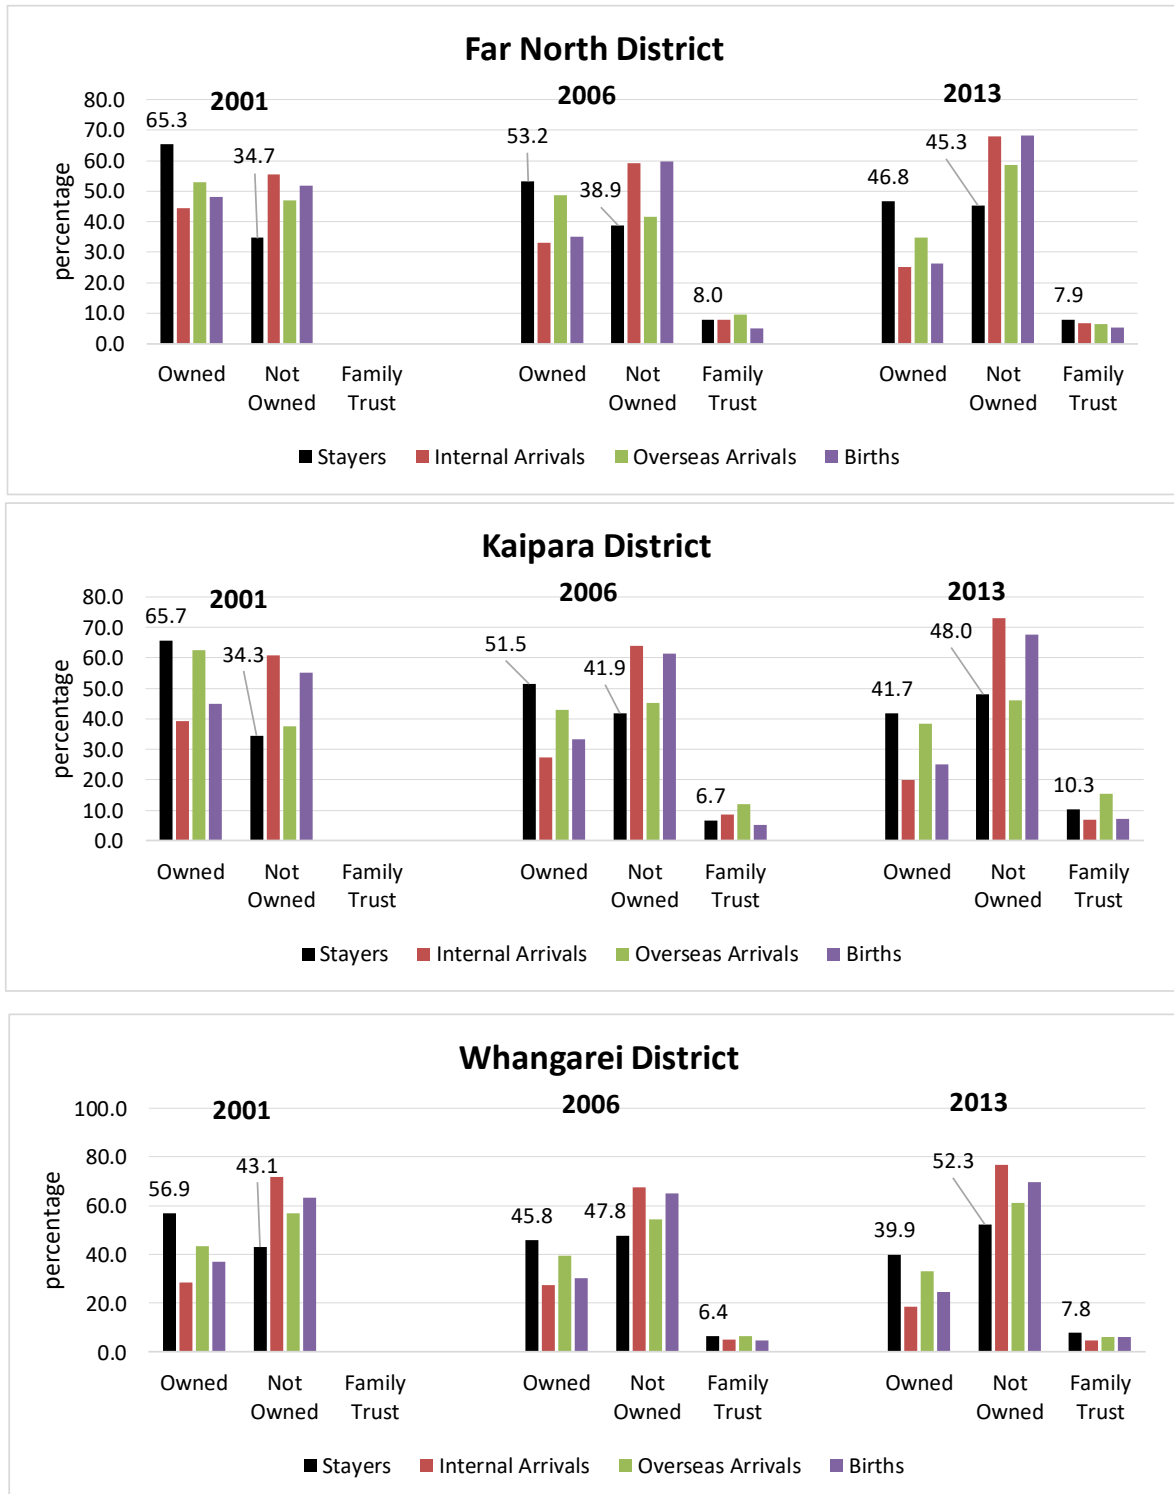 Far North District
2001
2006
2013
percentage
80.0
70.0
60.0
50.0
40.0
30.0
20.0
10.0
0.0
65.3
34.7
53.2
38.9
8.0
46.8
45.3
7.9
Owned
Not Owned
Family Trust
Owned
Not Owned
Family Trust
Owned
Not Owned
Family Trust
Stayers Internal Arrivals Overseas Arrivals Births
Kaipara District
2001
2006
2013
percentage
80.0
70.0
60.0
50.0
40.0
30.0
20.0
10.0
0.0
65.7
34.3
51.5
41.9
6.7
41.7
48.0
10.3
Owned
Not Owned
Family Trust
Owned
Not Owned
Family Trust
Owned
Not Owned
Family Trust
Stayers Internal Arrivals Overseas Arrivals Births
Whangarei District
2001
2006
2013
percentage
100.0
80.0
60.0
40.0
20.0
0.0
56.9
43.1
45.8
47.8
6.4
39.9
52.3
7.8
Owned
Not Owned
Family Trust
Owned
Not Owned
Family Trust
Owned
Not Owned
Family Trust
Stayers Internal Arrivals Overseas Arrivals Births